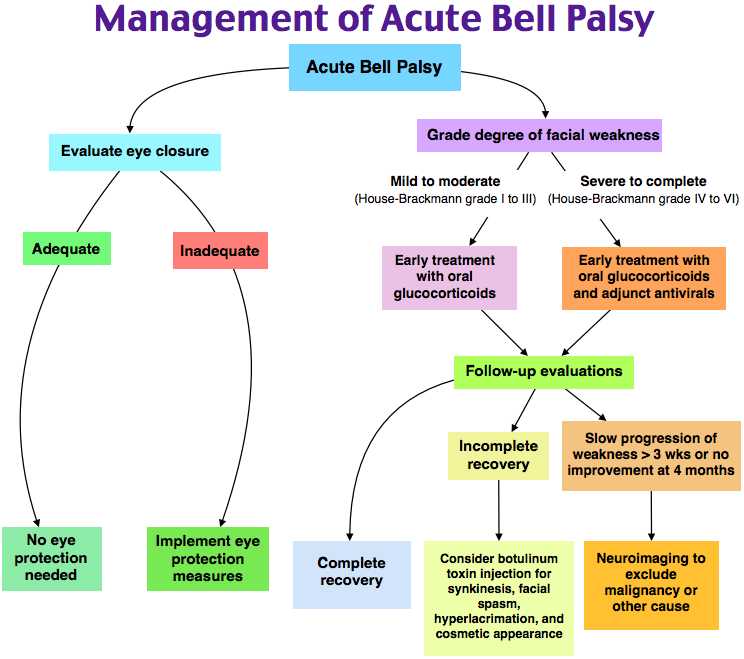 Management of Acute Bell Palsy
Acute Bell Palsy
Evaluate eye closure
Grade degree of facial weakness
Mild to moderate
(House-Brackmann grade I to III)
Severe to complete
(House-Brackmann grade IV to VI)
Adequate
Inadequate
Early treatment
with oral
glucocorticoids
Early treatment with
oral glucocorticoids
and adjunct antivirals
Follow-up evaluations
Incomplete
recovery
Slow progression of
weakness > 3 wks or no
improvement at 4 months
No eye
protection
needed
Implement eye
protection
measures
Complete
recovery
Consider botulinum
toxin injection for
synkinesis, facial
spasm,
hyperlacrimation, and
cosmetic appearance
Neuroimaging to
exclude
malignancy or
other cause